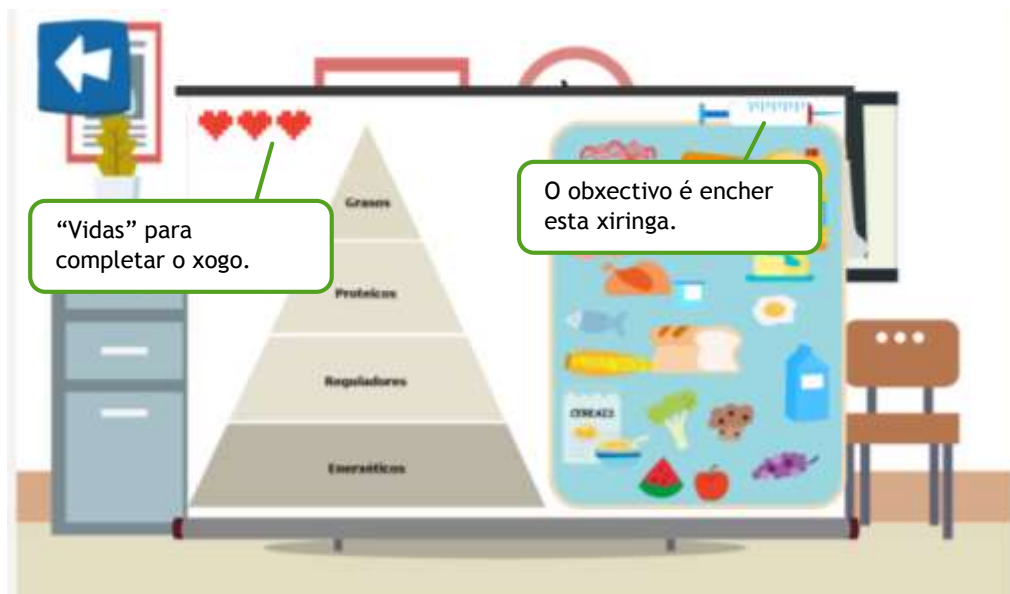 “Vidas” para
completar o xogo.
O obxectivo é encher
esta xiringa.
Grasos
Proteicos
Reguladores
Enerxéticos
CEREAIS